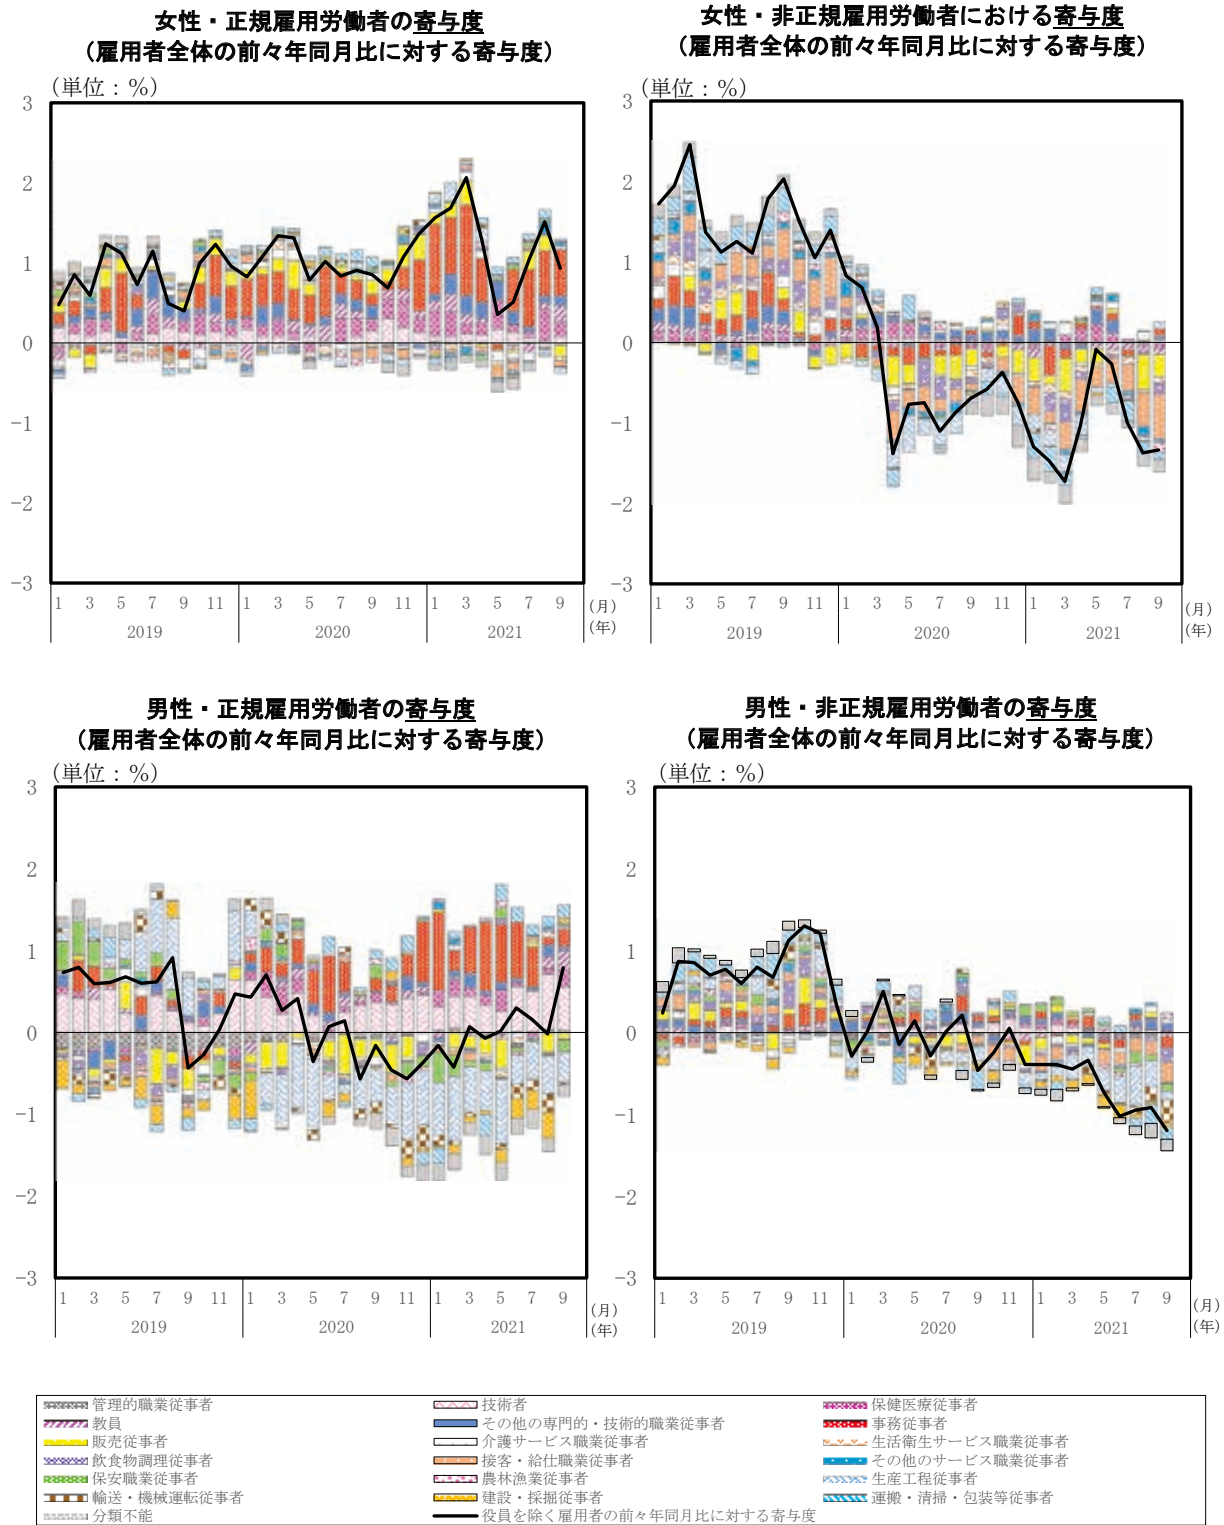 女性・正規雇用労働者の寄与度
（雇用者全体の前々年同月比に対する寄与度）
（単位：％）
3
2
1
0
−1
−2
−3
1 3 5 7 9 11 1 3 5 7 9 11 1 3 5 7 9 (月)
2019 2020 2021 (年)
女性・非正規雇用労働者における寄与度
（雇用者全体の前々年同月比に対する寄与度）
（単位：％）
3
2
1
0
−1
−2
−3
1 3 5 7 9 11 1 3 5 7 9 11 1 3 5 7 9 (月)
2019 2020 2021 (年)
男性・正規雇用労働者の寄与度
（雇用者全体の前々年同月比に対する寄与度）
（単位：％）
3
2
1
0
−1
−2
−3
1 3 5 7 9 11 1 3 5 7 9 11 1 3 5 7 9 (月)
2019 2020 2021 (年)
男性・非正規雇用労働者の寄与度
（雇用者全体の前々年同月比に対する寄与度）
（単位：％）
3
2
1
0
−1
−2
−3
1 3 5 7 9 11 1 3 5 7 9 11 1 3 5 7 9 (月)
2019 2020 2021 (年)
管理的職業従事者 技術者 保健医療従事者
教員 その他の専門的・技術的職業従事者 事務従事者
販売従事者 介護サービス職業従事者 生活衛生サービス職業従事者
飲食物調理従事者 接客・給仕職業従事者 その他のサービス職業従事者
保安職業従事者 農林漁業従事者 生産工程従事者
輸送・機械運転従事者 建設・採掘従事者 運搬・清掃・包装等従事者
分類不能 役員を除く雇用者の前々年同月比に対する寄与度